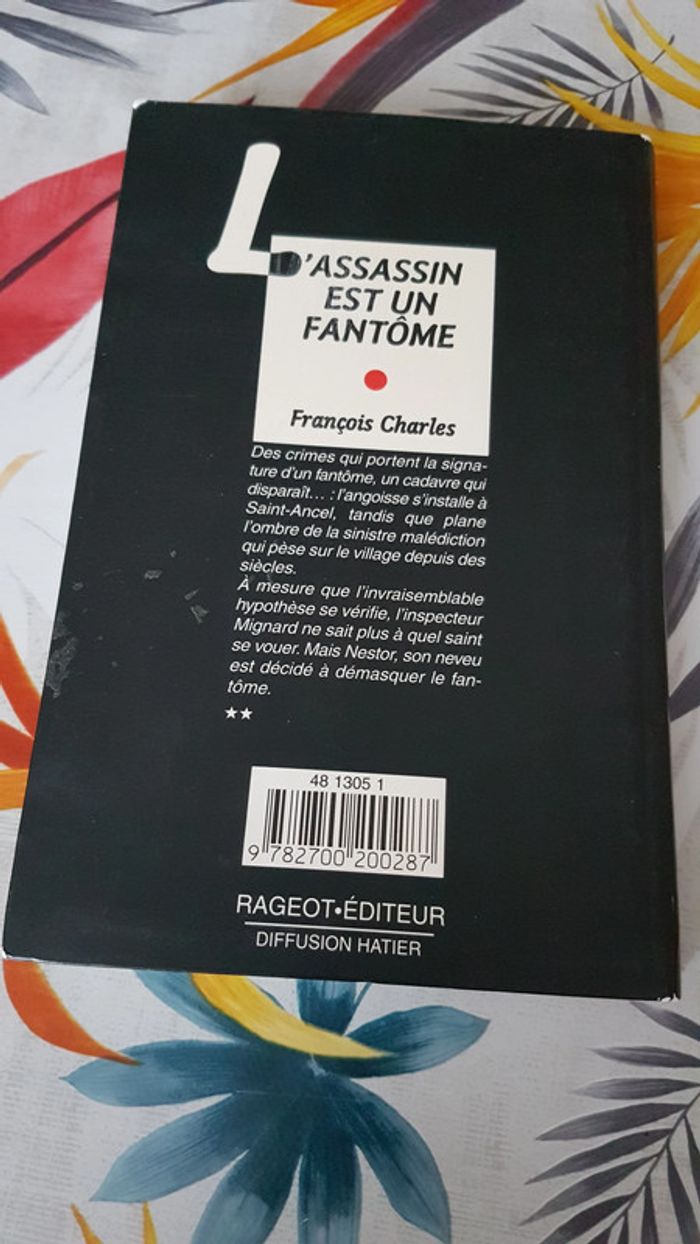 L'ASSASSIN
EST UN
FANTÔME
François Charles
Des crimes qui portent la signa-
ture d'un fantôme, un cadavre qui
disparaît... : l'angoisse s'installe à
Saint-Ancel, tandis que plane
l'ombre de la sinistre malédiction
qui pèse sur le village depuis des
siècles.
À mesure que l'invraisemblable
hypothèse se vérifie, l'inspecteur
Mignard ne sait plus à quel saint
se vouer. Mais Nestor, son neveu
est décidé à démasquer le fan-
tôme.
★★
48 1305 1
9 782700 200287
RAGEOT•ÉDITEUR
DIFFUSION HATIER